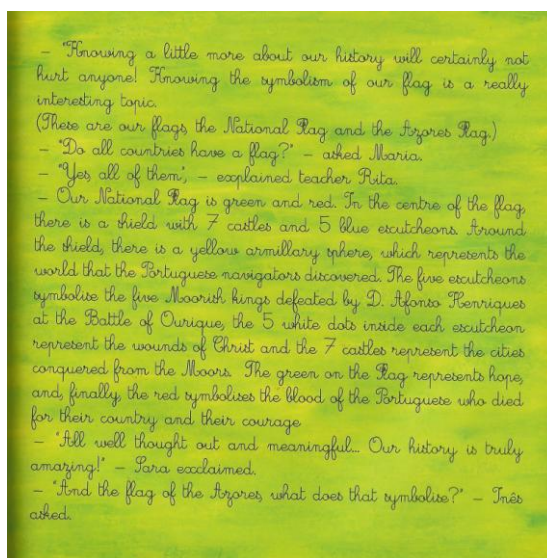 – "Knowing a little more about our history will certainly not
hurt anyone! Knowing the symbolism of our flag is a really
interesting topic.
(These are our flags, the National Flag and the Azores Flag.)
– "Do all countries have a flag?" – asked Maria.
– "Yes, all of them", – explained teacher Rita.
– Our National Flag is green and red. In the centre of the flag,
there is a shield with 7 castles and 5 blue escutcheons. Around
the shield, there is a yellow armillary sphere, which represents the
world that the Portuguese navigators discovered. The five escutcheons
symbolise the five Moorish kings defeated by D. Afonso Henriques
at the Battle of Ourique, the 5 white dots inside each escutcheon
represent the wounds of Christ and the 7 castles represent the cities
conquered from the Moors. The green on the Flag represents hope,
and, finally, the red symbolises the blood of the Portuguese who died
for their country and their courage
– "All well thought out and meaningful... Our history is truly
amazing!" – Sara exclaimed.
– "And the flag of the Azores, what does that symbolise?" – Inês
asked.